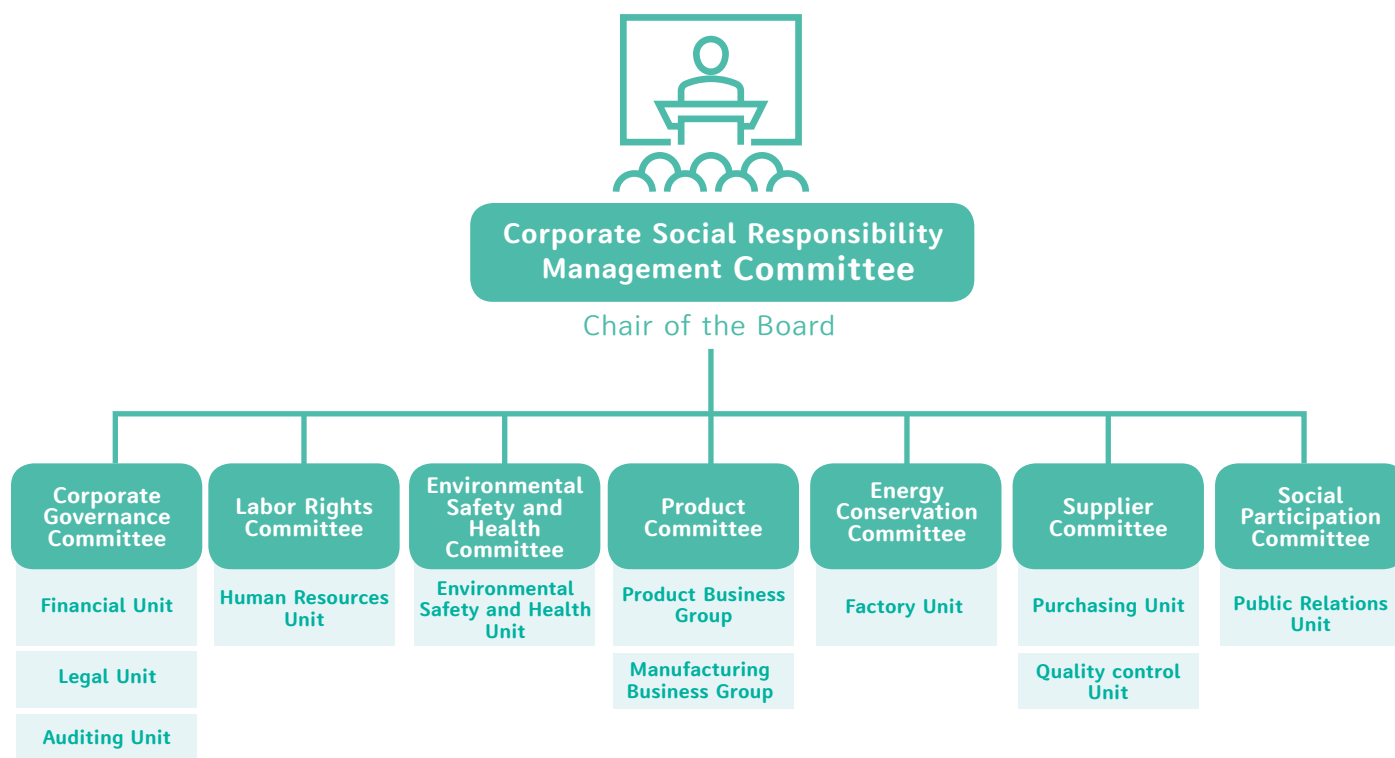 Corporate Social Responsibility
Management Committee
Chair of the Board
Corporate
Governance
Committee
Financial Unit
Legal Unit
Auditing Unit
Labor Rights
Committee
Human Resources
Unit
Environmental
Safety and
Health
Committee
Environmental
Safety and Health
Unit
Product
Committee
Product Business
Group
Manufacturing
Business Group
Energy
Conservation
Committee
Factory Unit
Supplier
Committee
Purchasing Unit
Quality control
Unit
Social
Participation
Committee
Public Relations
Unit